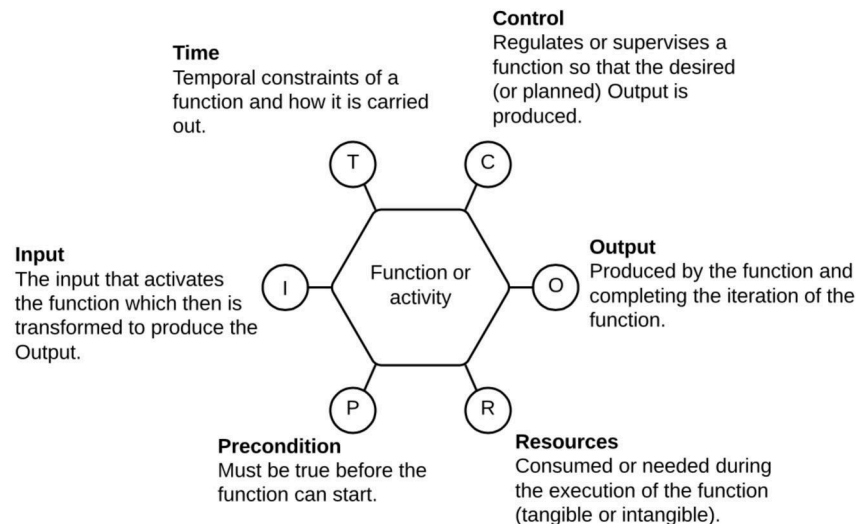 Control
Regulates or supervises a
function so that the desired
(or planned) Output is
produced.
Time
Temporal constraints of a
function and how it is carried
out.
T
C
Input
The input that activates
the function which then is
transformed to produce the
Output.
I
Function or
activity
O
Output
Produced by the function and
completing the iteration of the
function.
P
R
Precondition
Must be true before the
function can start.
Resources
Consumed or needed during
the execution of the function
(tangible or intangible).